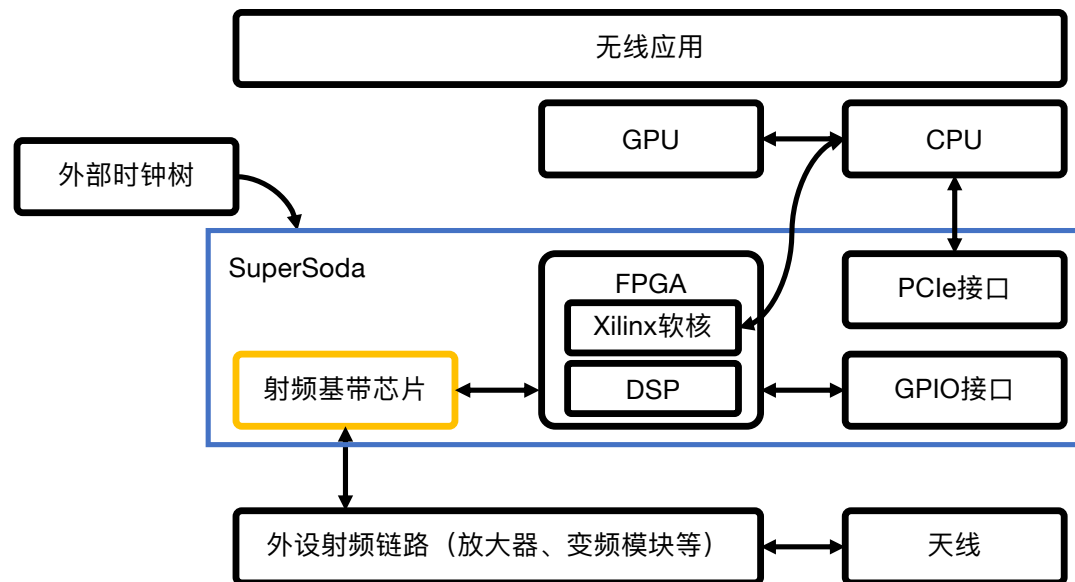 无线应用
GPU
CPU
外部时钟树
SuperSoda
FPGA
PCIe接口
Xilinx软核
射频基带芯片
DSP
GPIO接口
外设射频链路（放大器、变频模块等）
天线